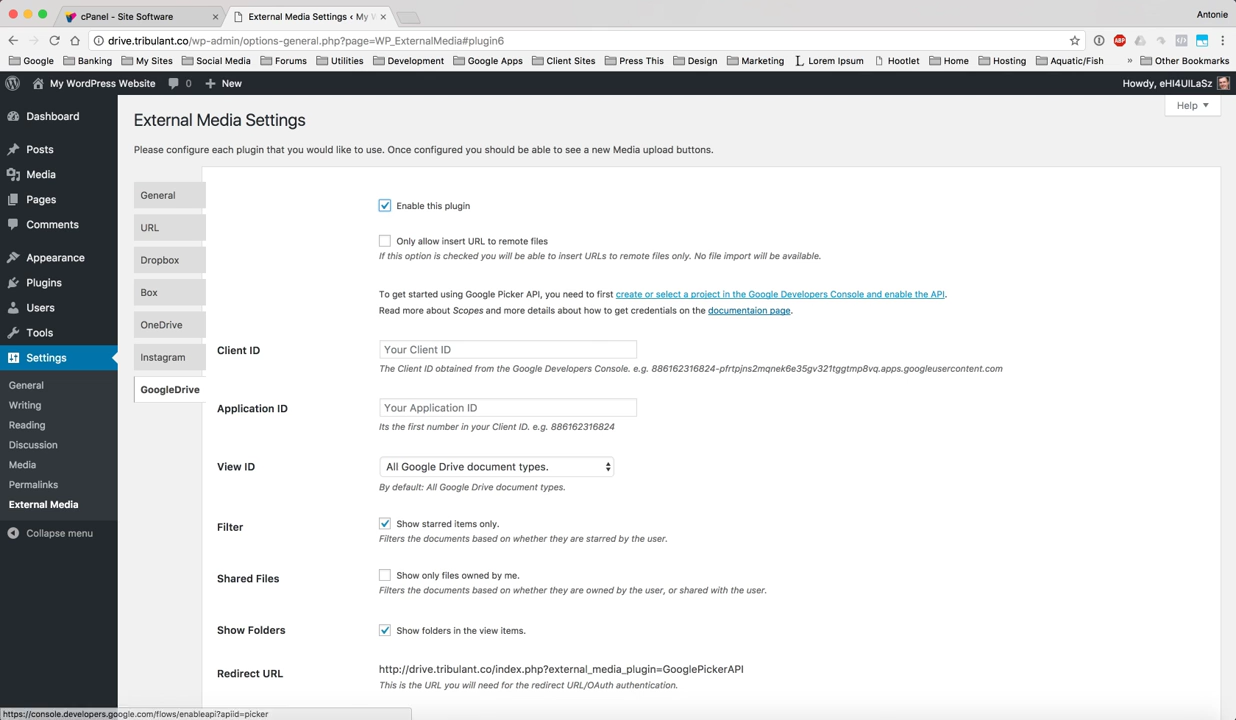 cPanel - Site Software
External Media Settings ‹ My W
Antonie
drive.tribulant.co/wp-admin/options-general.php?page=WP_ExternalMedia#plugin6
ABP
Google Banking My Sites Social Media Forums Utilities Development Google Apps Client Sites Press This Design Marketing Lorem Ipsum Hootlet Home Hosting Aquatic/Fish » Other Bookmarks
My WordPress Website 0 + New Howdy, eHI4UILaSz
Help ▼
Dashboard
Posts
Media
Pages
Comments
Appearance
Plugins
Users
Tools
Settings
General
Writing
Reading
Discussion
Media
Permalinks
External Media
Collapse menu
External Media Settings
Please configure each plugin that you would like to use. Once configured you should be able to see a new Media upload buttons.
General
URL
Dropbox
Box
OneDrive
Instagram
GoogleDrive
Enable this plugin
Only allow insert URL to remote files
If this option is checked you will be able to insert URLs to remote files only. No file import will be available.
To get started using Google Picker API, you need to first create or select a project in the Google Developers Console and enable the API.
Read more about Scopes and more details about how to get credentials on the documentaion page.
Client ID
Your Client ID
The Client ID obtained from the Google Developers Console. e.g. 886162316824-pfrtpjns2mqnek6e35gv321tggtmp8vq.apps.googleusercontent.com
Application ID
Your Application ID
Its the first number in your Client ID. e.g. 886162316824
View ID
All Google Drive document types.
By default: All Google Drive document types.
Filter
Show starred items only.
Filters the documents based on whether they are starred by the user.
Shared Files
Show only files owned by me.
Filters the documents based on whether they are owned by the user, or shared with the user.
Show Folders
Show folders in the view items.
Redirect URL
http://drive.tribulant.co/index.php?external_media_plugin=GooglePickerAPI
This is the URL you will need for the redirect URL/OAuth authentication.
https://console.developers.google.com/flows/enableapi?apiid=picker